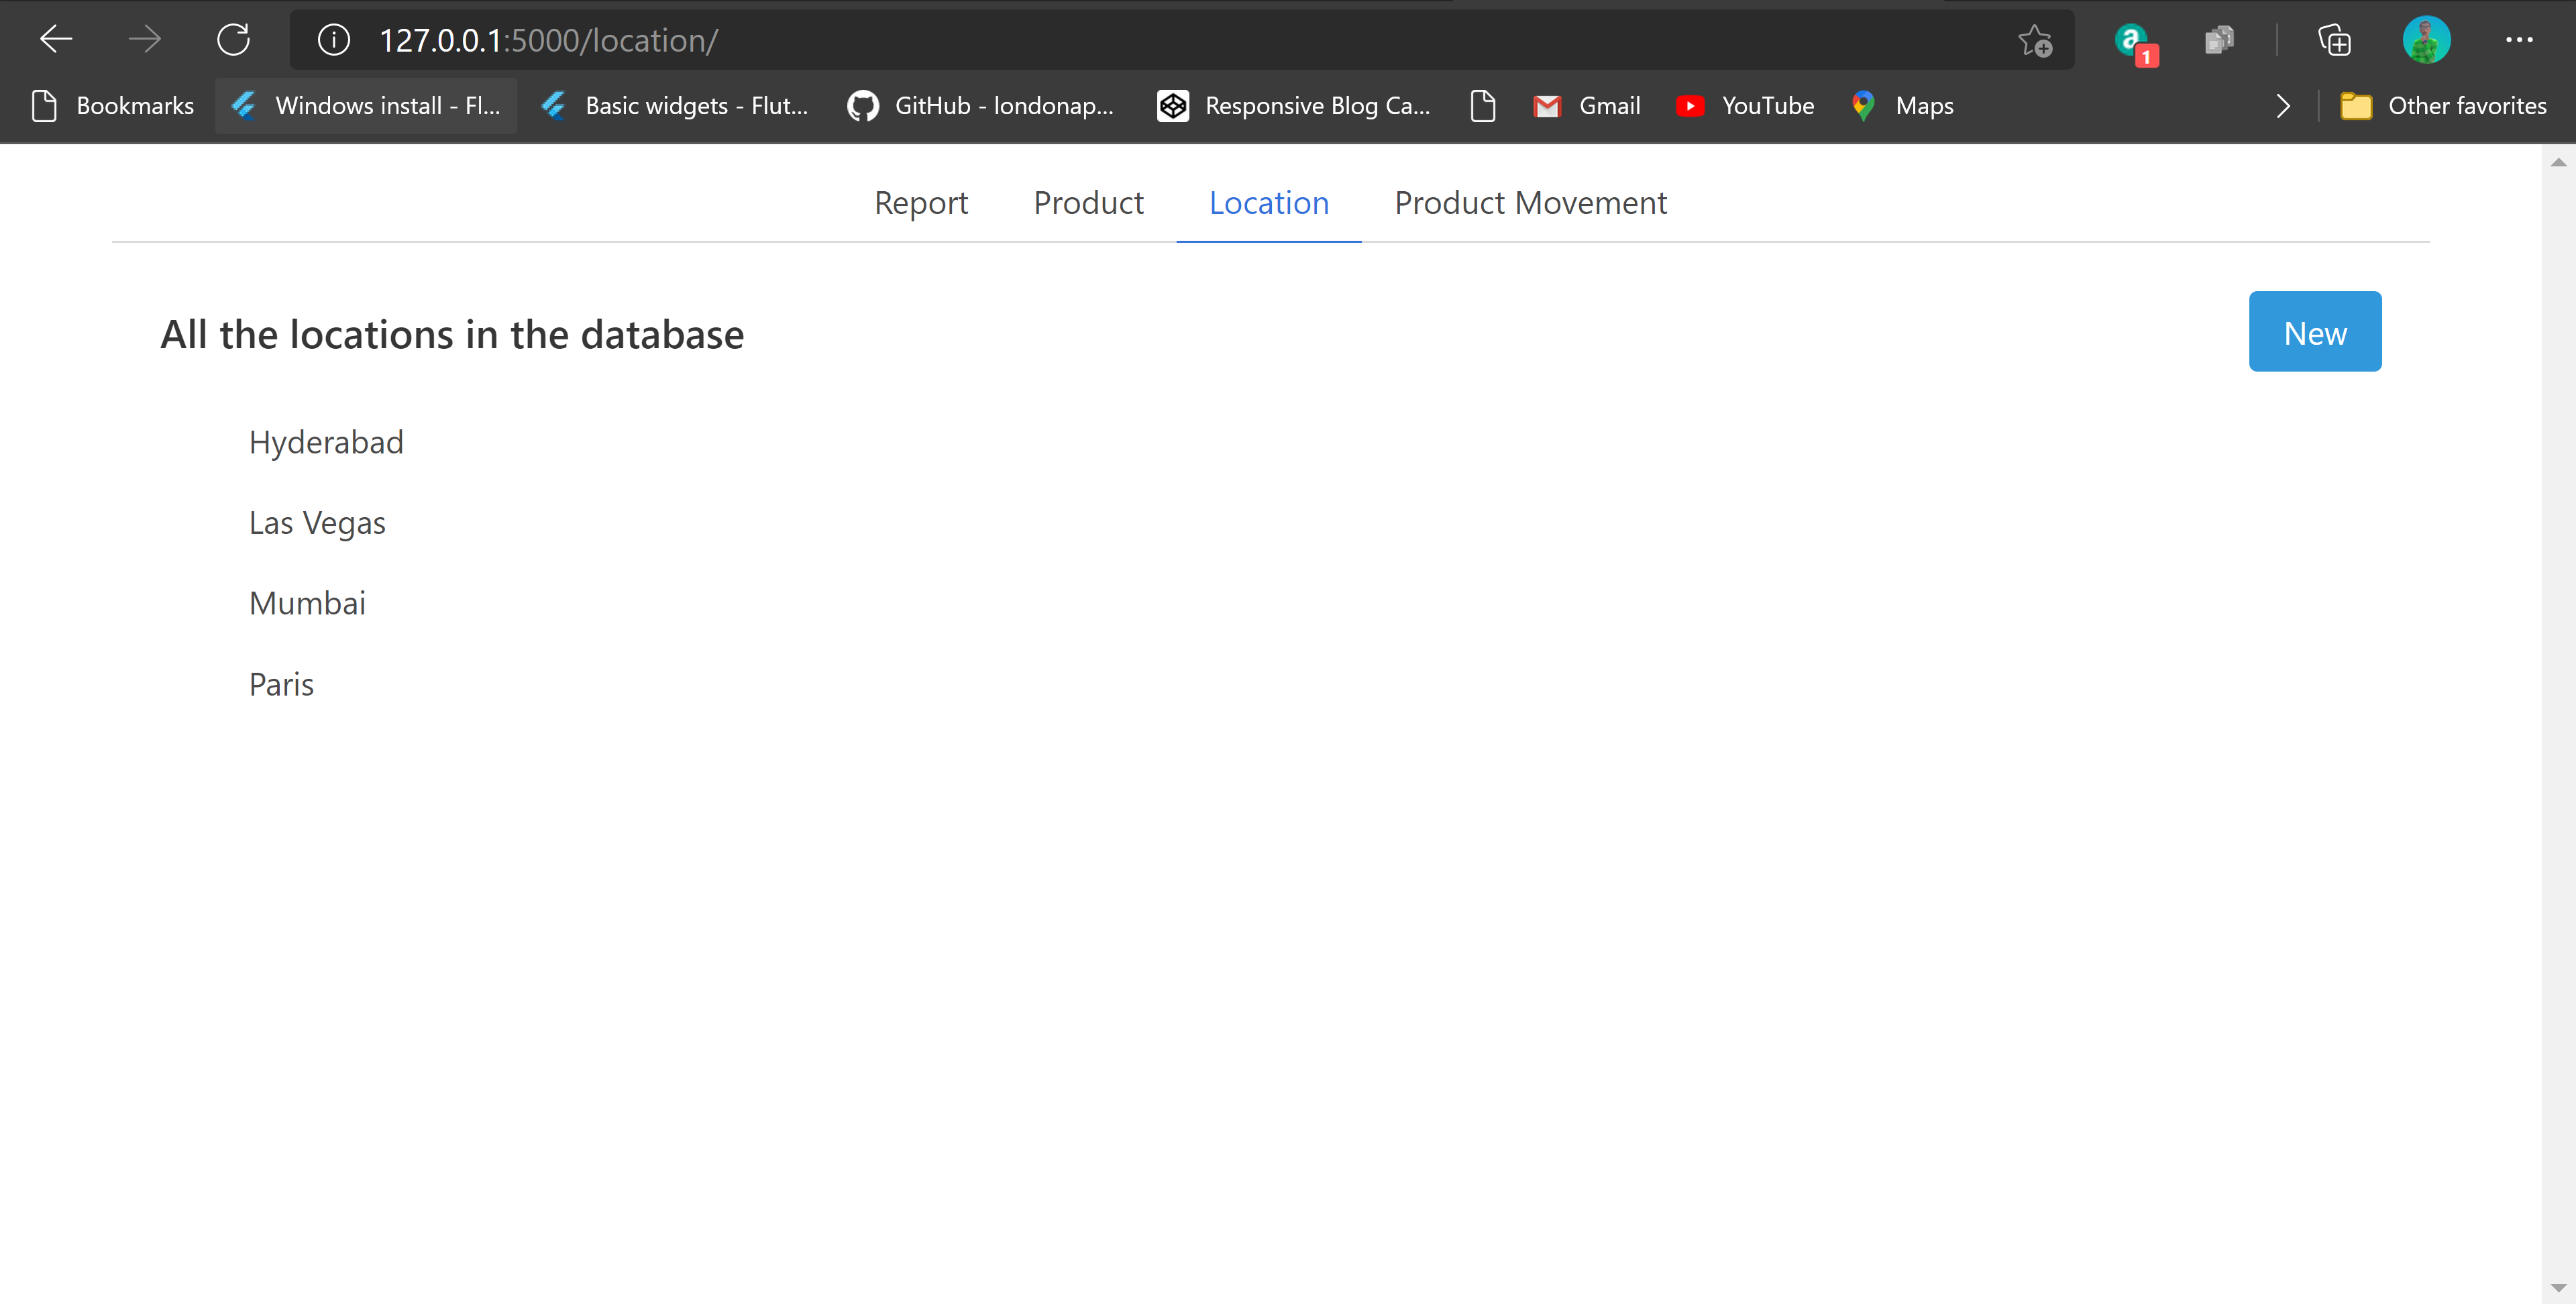 127.0.0.1:5000/location/
a
1
Bookmarks
Windows install - Fl...
Basic widgets - Flut...
GitHub - londonap...
Responsive Blog Ca...
Gmail
YouTube
Maps
Other favorites
Report
Product
Location
Product Movement
All the locations in the database
New
Hyderabad
Las Vegas
Mumbai
Paris